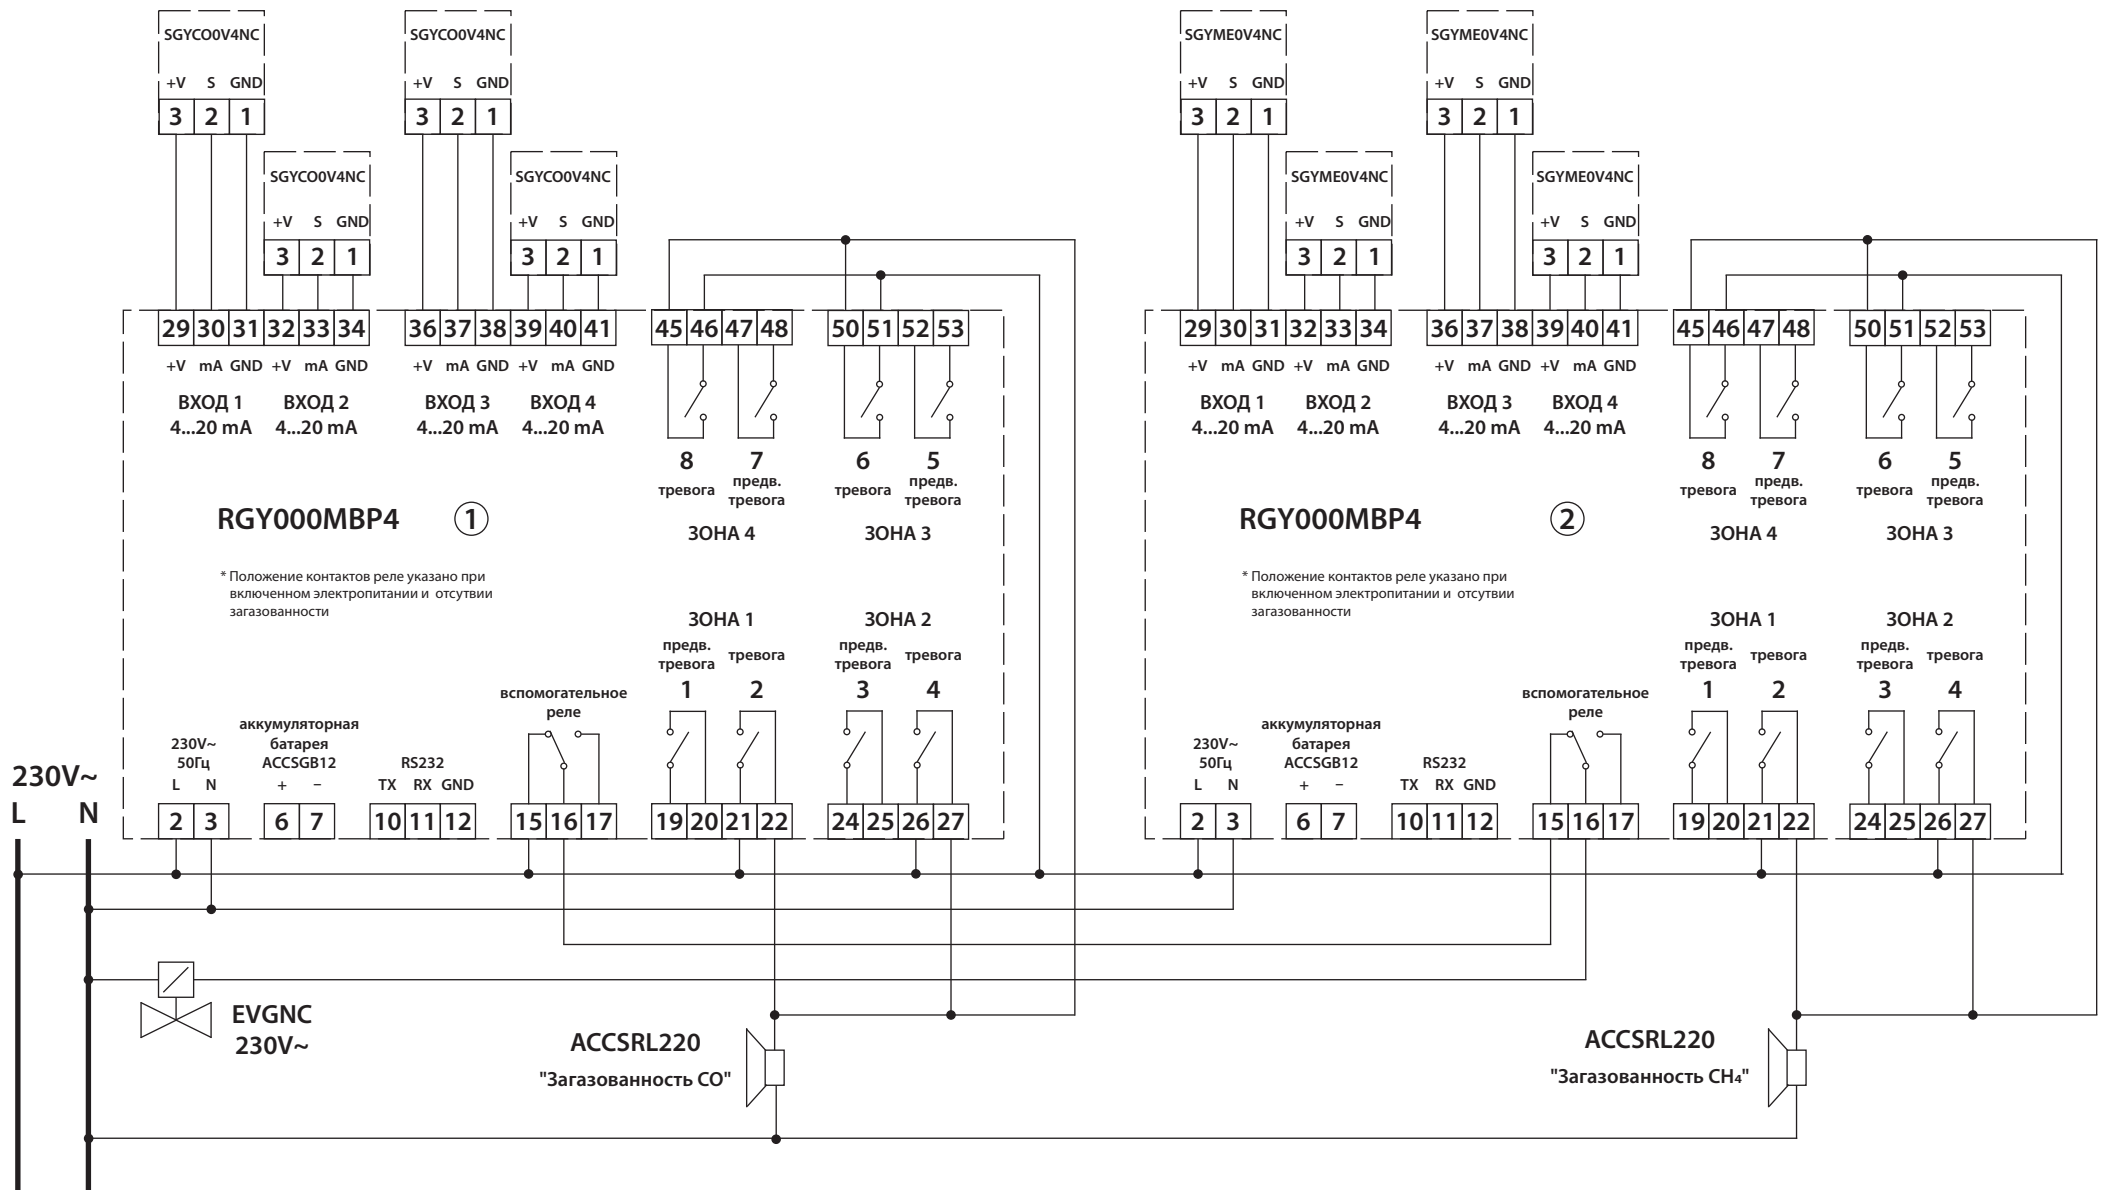 SGYCO0V4NC SGYCO0V4NC SGYME0V4NC SGYME0V4NC
+V S GND +V S GND +V S GND +V S GND
3 2 1 3 2 1 3 2 1 3 2 1
SGYCO0V4NC SGYCO0V4NC SGYME0V4NC SGYME0V4NC
+V S GND +V S GND +V S GND +V S GND
3 2 1 3 2 1 3 2 1 3 2 1
29 30 31 32 33 34 36 37 38 39 40 41 45 46 47 48 50 51 52 53
+V mA GND +V mA GND +V mA GND +V mA GND
ВХОД 1 ВХОД 2 ВХОД 3 ВХОД 4
4...20 mA 4...20 mA 4...20 mA 4...20 mA
8 7 6 5
тревога предв. тревога тревога предв. тревога
ЗОНА 4 ЗОНА 3
RGY000MBP4 1
* Положение контактов реле указано при
включенном электропитании и отсутвии
загазованности
ЗОНА 1 ЗОНА 2
предв. тревога тревога предв. тревога тревога
1 2 3 4
вспомогательное
реле
аккумуляторная
батарея
ACCSGB12
230V~
50Гц
RS232
L N + – TX RX GND
2 3 6 7 10 11 12 15 16 17 19 20 21 22 24 25 26 27
29 30 31 32 33 34 36 37 38 39 40 41 45 46 47 48 50 51 52 53
+V mA GND +V mA GND +V mA GND +V mA GND
ВХОД 1 ВХОД 2 ВХОД 3 ВХОД 4
4...20 mA 4...20 mA 4...20 mA 4...20 mA
8 7 6 5
тревога предв. тревога тревога предв. тревога
ЗОНА 4 ЗОНА 3
RGY000MBP4 2
* Положение контактов реле указано при
включенном электропитании и отсутвии
загазованности
ЗОНА 1 ЗОНА 2
предв. тревога тревога предв. тревога тревога
1 2 3 4
вспомогательное
реле
аккумуляторная
батарея
ACCSGB12
230V~
50Гц
RS232
L N + – TX RX GND
2 3 6 7 10 11 12 15 16 17 19 20 21 22 24 25 26 27
230V~
L N
EVGNC
230V~
ACCSRL220
"Загазованность CO"
ACCSRL220
"Загазованность CH₄"